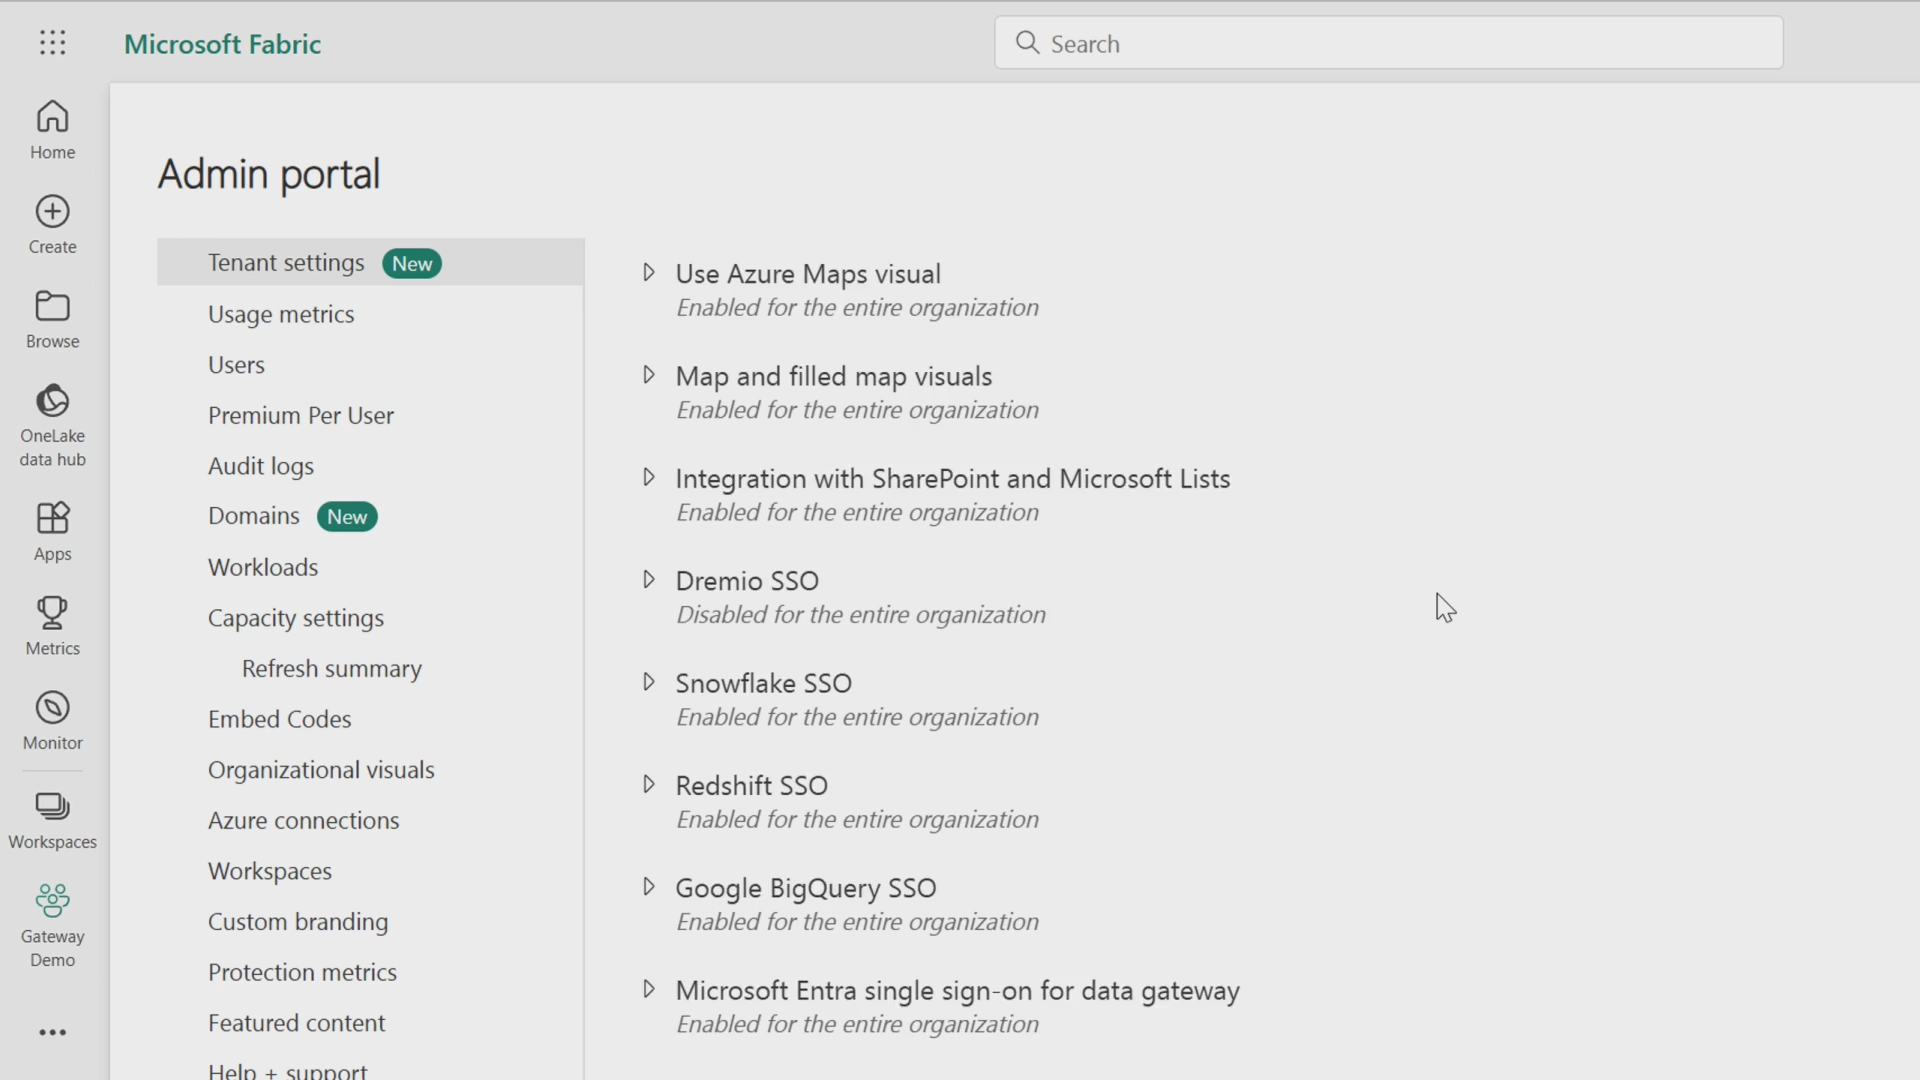 Microsoft Fabric
Search
Home
Create
Browse
OneLake
data hub
Apps
Metrics
Monitor
Workspaces
Gateway
Demo
Admin portal
Tenant settings New
Usage metrics
Users
Premium Per User
Audit logs
Domains New
Workloads
Capacity settings
Refresh summary
Embed Codes
Organizational visuals
Azure connections
Workspaces
Custom branding
Protection metrics
Featured content
Help + support
Use Azure Maps visual
Enabled for the entire organization
Map and filled map visuals
Enabled for the entire organization
Integration with SharePoint and Microsoft Lists
Enabled for the entire organization
Dremio SSO
Disabled for the entire organization
Snowflake SSO
Enabled for the entire organization
Redshift SSO
Enabled for the entire organization
Google BigQuery SSO
Enabled for the entire organization
Microsoft Entra single sign-on for data gateway
Enabled for the entire organization